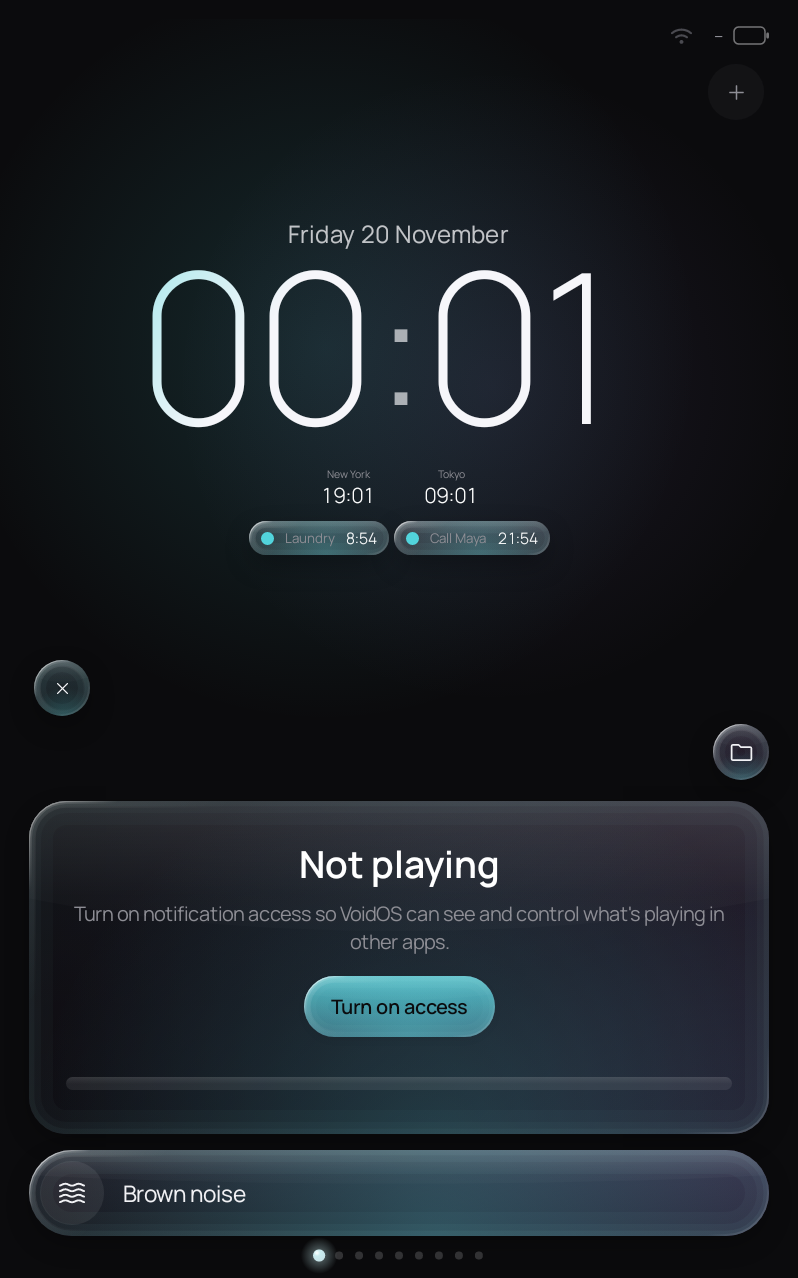 –
Friday 20 November
00:01
New York Tokyo
19:01 09:01
Laundry 8:54 Call Maya 21:54
Not playing
Turn on notification access so VoidOS can see and control what's playing in
other apps.
Turn on access
Brown noise